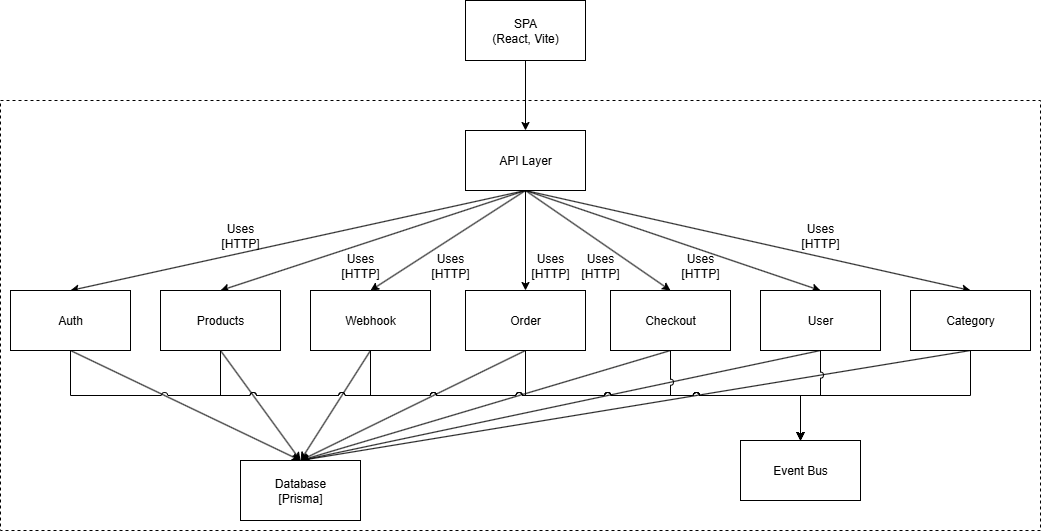 SPA
(React, Vite)
API Layer
Uses
[HTTP]
Uses
[HTTP]
Uses
[HTTP]
Uses
[HTTP]
Uses
[HTTP]
Uses
[HTTP]
Uses
[HTTP]
Auth
Products
Webhook
Order
Checkout
User
Category
Database
[Prisma]
Event Bus